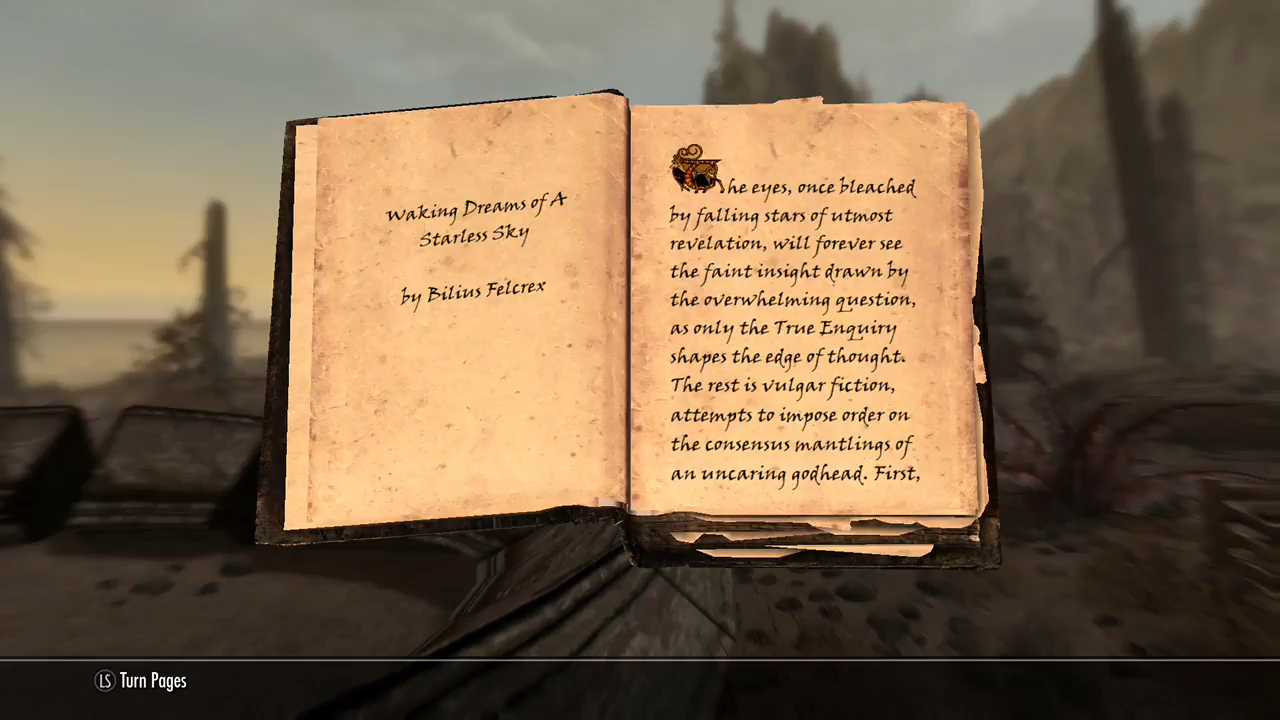 Waking Dreams of A
Starless Sky
by Bilius Felcrex
The eyes, once bleached
by falling stars of utmost
revelation, will forever see
the faint insight drawn by
the overwhelming question,
as only the True Enquiry
shapes the edge of thought.
The rest is vulgar fiction,
attempts to impose order on
the consensus mantlings of
an uncaring godhead. First,
LS Turn Pages